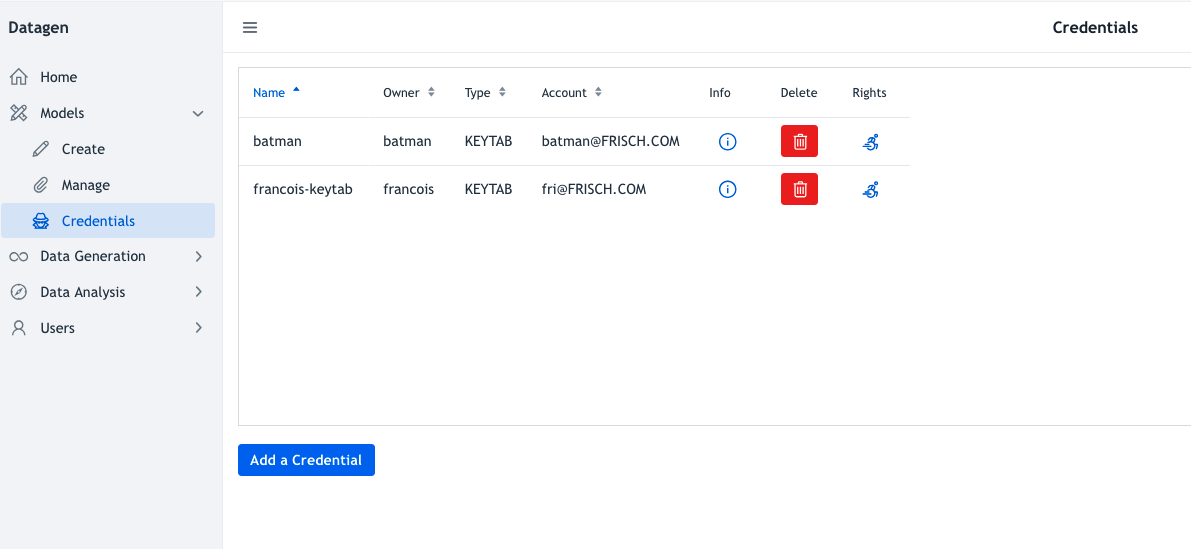 Datagen
Credentials
Home
Models
Create
Manage
Credentials
Data Generation
Data Analysis
Users
Name Owner Type Account Info Delete Rights
batman batman KEYTAB batman@FRISCH.COM
francois-keytab francois KEYTAB fri@FRISCH.COM
Add a Credential